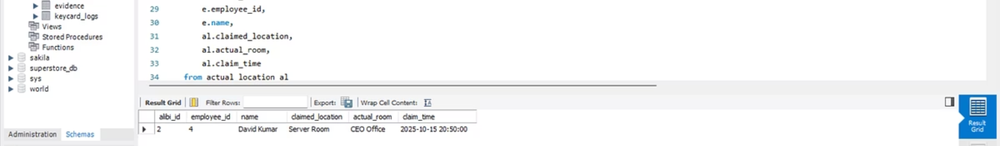 evidence
keycard_logs
Views
Stored Procedures
Functions
sakila
superstore_db
sys
world
Administration Schemas
29 e.employee_id,
30 e.name,
31 al.claimed_location,
32 al.actual_room,
33 al.claim_time
34 from actual_location al
Result Grid Filter Rows: Export: Wrap Cell Content: IA
alibi_id employee_id name claimed_location actual_room claim_time
2 4 David Kumar Server Room CEO Office 2025-10-15 20:50:00
Result
Grid